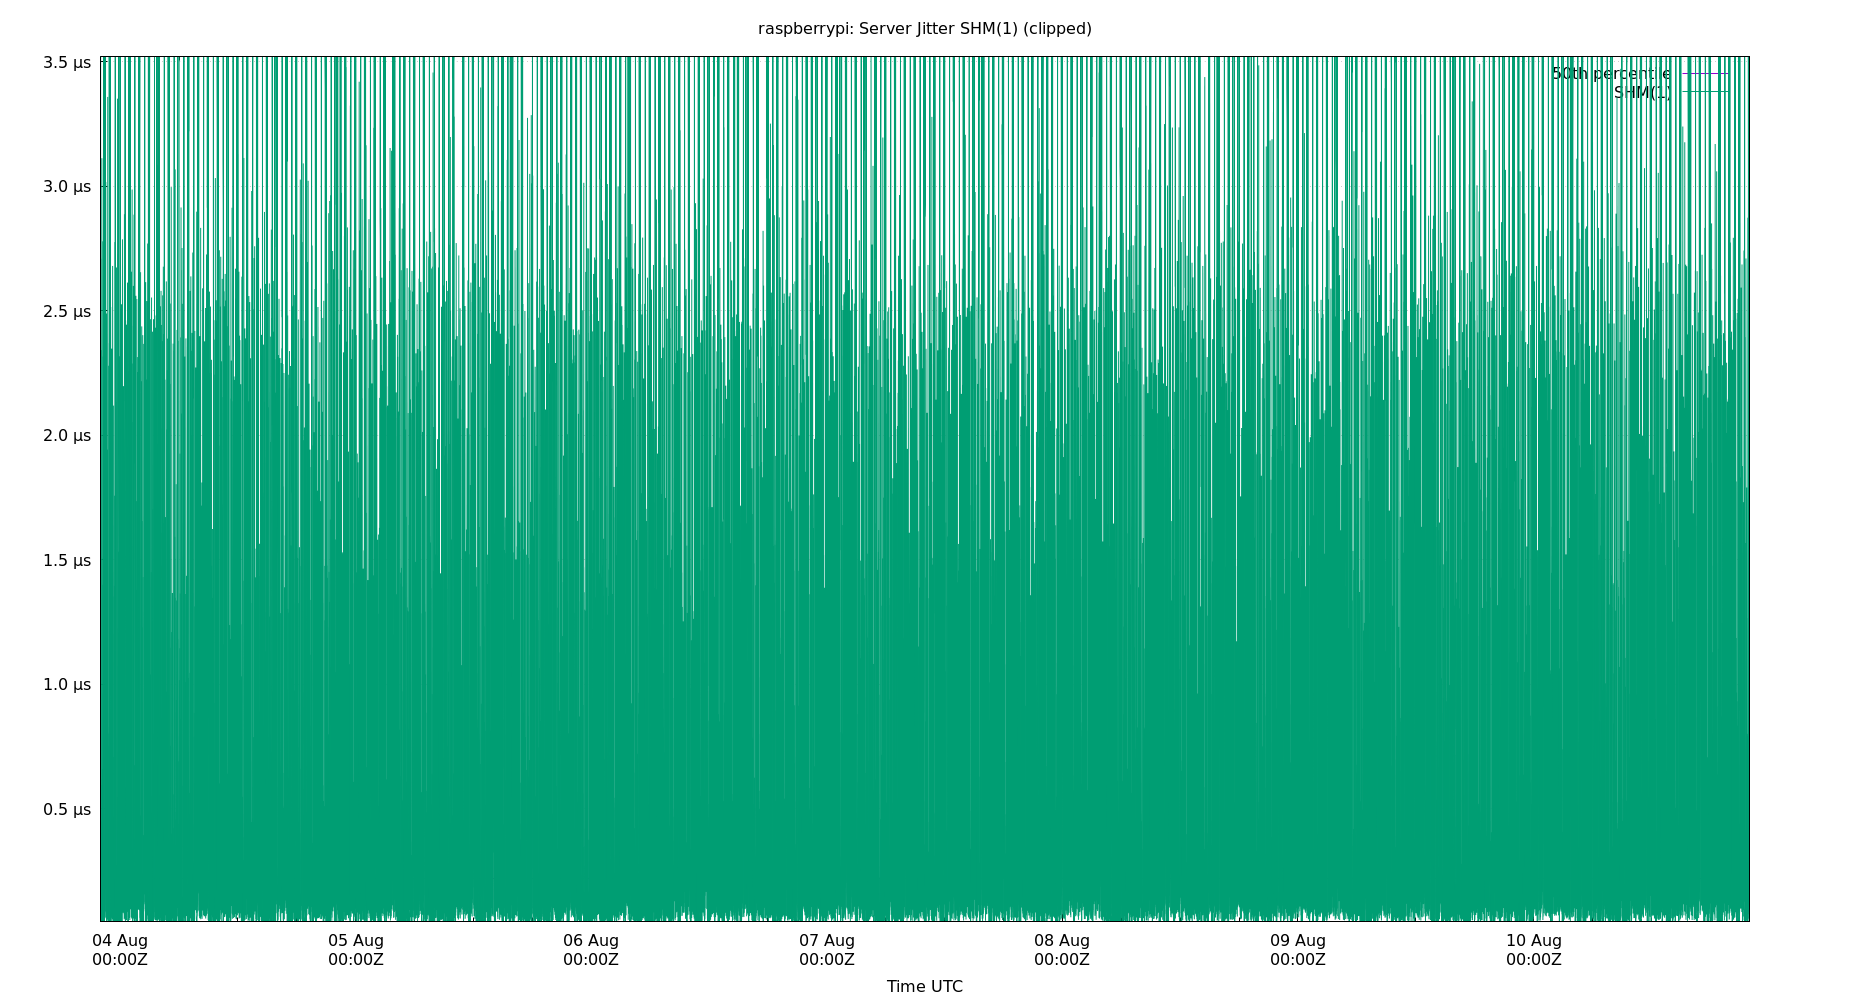 raspberrypi: Server Jitter SHM(1) (clipped)
3.5 µs
50th percentile
SHM(1)
3.0 µs
2.5 µs
2.0 µs
1.5 µs
1.0 µs
0.5 µs
04 Aug 05 Aug 06 Aug 07 Aug 08 Aug 09 Aug 10 Aug
00:00Z 00:00Z 00:00Z 00:00Z 00:00Z 00:00Z 00:00Z
Time UTC